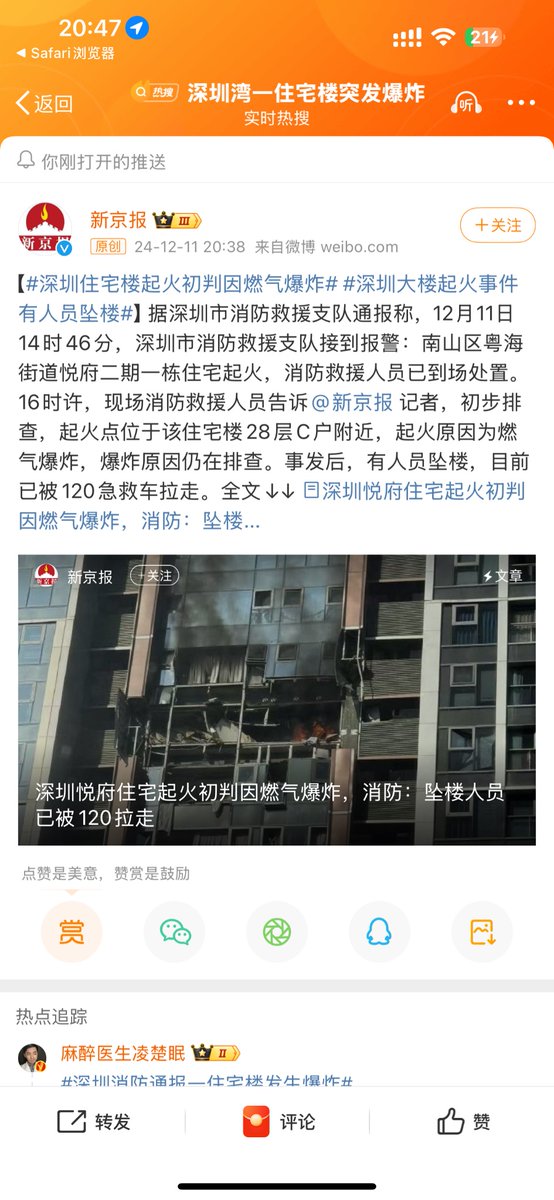 20:47
21
◀ Safari浏览器
返回
热搜 深圳湾一住宅楼突发爆炸
实时热搜
听
你刚打开的推送
新京报
新京报 III
+关注
原创 24-12-11 20:38 来自微博 weibo.com
【#深圳住宅楼起火初判因燃气爆炸# #深圳大楼起火事件
有人员坠楼#】据深圳市消防救援支队通报称，12月11日
14时46分，深圳市消防救援支队接到报警：南山区粤海
街道悦府二期一栋住宅起火，消防救援人员已到场处置。
16时许，现场消防救援人员告诉@新京报 记者，初步排
查，起火点位于该住宅楼28层C户附近，起火原因为燃
气爆炸，爆炸原因仍在排查。事发后，有人员坠楼，目前
已被120急救车拉走。全文↓↓ 深圳悦府住宅起火初判
因燃气爆炸，消防：坠楼...
新京报 +关注
文章
深圳悦府住宅起火初判因燃气爆炸，消防：坠楼人员
已被120拉走
点赞是美意，赞赏是鼓励
赏
热点追踪
麻醉医生凌楚眠 II
#深圳消防通报一住宅楼发生爆炸#
转发
评论
赞